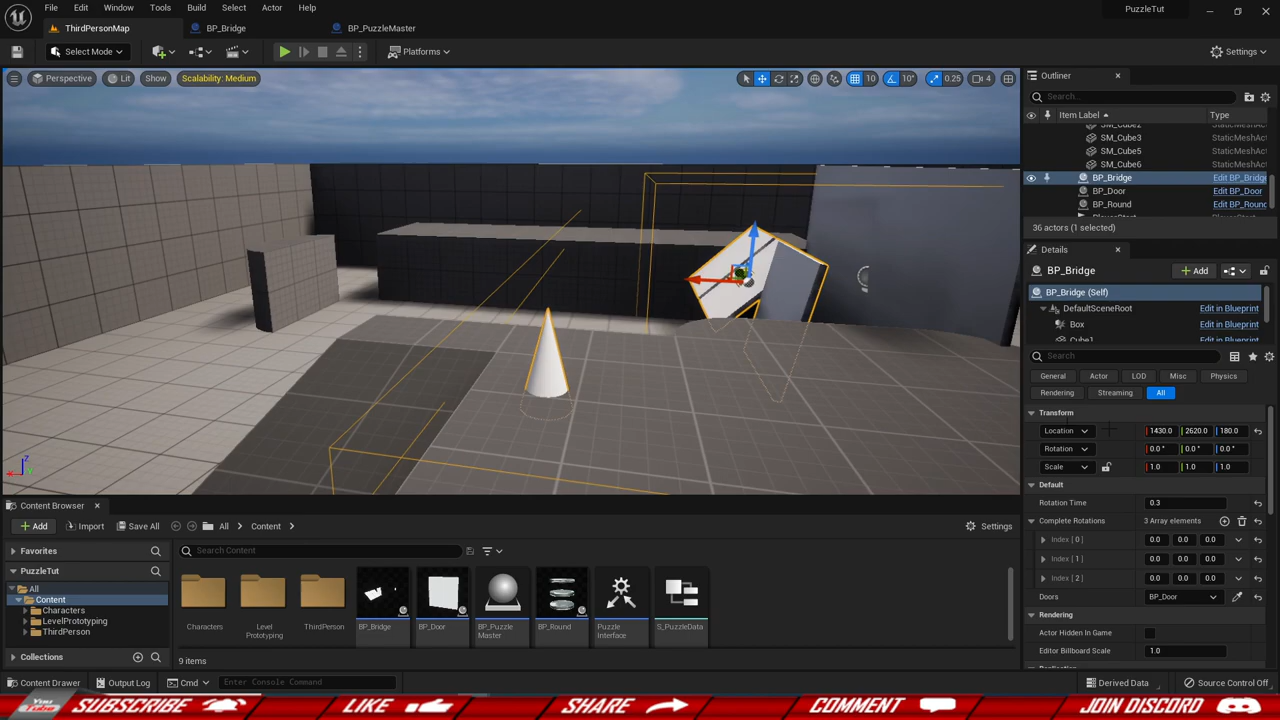 File Edit Window Tools Build Select Actor Help
PuzzleTut
ThirdPersonMap BP_Bridge BP_PuzzleMaster
Select Mode Platforms Settings
Perspective Lit Show Scalability: Medium 10 10° 0.25 4
Outliner
Search...
Item Label Type
SM_Cube3 StaticMeshAct
SM_Cube5 StaticMeshAct
SM_Cube6 StaticMeshAct
BP_Bridge Edit BP_Bridge
BP_Door Edit BP_Door
BP_Round Edit BP_Round
36 actors (1 selected)
Details
BP_Bridge Add
BP_Bridge (Self)
DefaultSceneRoot Edit in Blueprint
Box Edit in Blueprint
Cube1 Edit in Blueprint
Search
General Actor LOD Misc Physics
Rendering Streaming All
Transform
Location 1430.0 2620.0 180.0
Rotation 0.0° 0.0° 0.0°
Scale 1.0 1.0 1.0
Default
Rotation Time 0.3
Complete Rotations 3 Array elements
Index [ 0 ] 0.0 0.0 0.0
Index [ 1 ] 0.0 0.0 0.0
Index [ 2 ] 0.0 0.0 0.0
Doors BP_Door
Rendering
Actor Hidden In Game
Editor Billboard Scale 1.0
Content Browser
Add Import Save All All Content Settings
Favorites
Search Content
PuzzleTut
All
Content
Characters
LevelPrototyping
ThirdPerson
Collections
Characters
Level
Prototyping
ThirdPerson
BP_Bridge
BP_Door
BP_Puzzle
Master
BP_Round
Puzzle
Interface
S_PuzzleData
9 items
Content Drawer Output Log Cmd Enter Console Command Derived Data Source Control Off
You
Tube
SUBSCRIBE LIKE SHARE COMMENT JOIN DISCORD